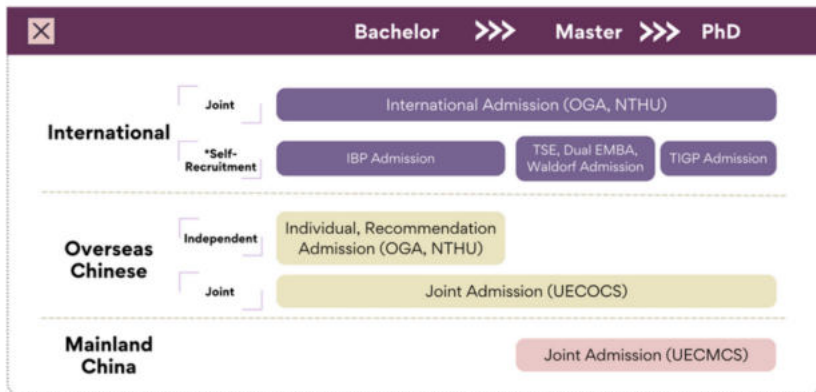 Bachelor >>> Master >>> PhD
International
Joint
International Admission (OGA, NTHU)
*Self-
Recruitment
IBP Admission
TSE, Dual EMBA,
Waldorf Admission
TIGP Admission
Overseas
Chinese
Independent
Individual, Recommendation
Admission (OGA, NTHU)
Joint
Joint Admission (UECOCS)
Mainland
China
Joint Admission (UECMCS)